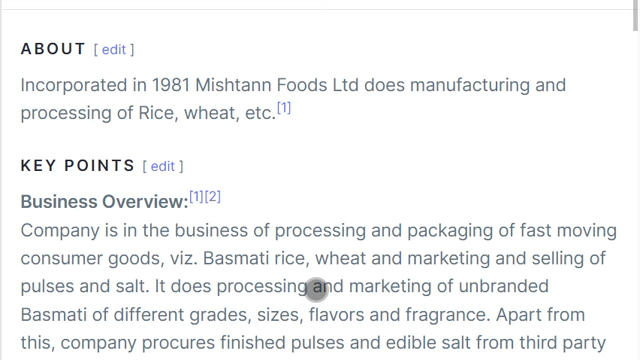 ABOUT [ edit ]
Incorporated in 1981 Mishtann Foods Ltd does manufacturing and
processing of Rice, wheat, etc.[1]
KEY POINTS [ edit ]
Business Overview:[1][2]
Company is in the business of processing and packaging of fast moving
consumer goods, viz. Basmati rice, wheat and marketing and selling of
pulses and salt. It does processing and marketing of unbranded
Basmati of different grades, sizes, flavors and fragrance. Apart from
this, company procures finished pulses and edible salt from third party